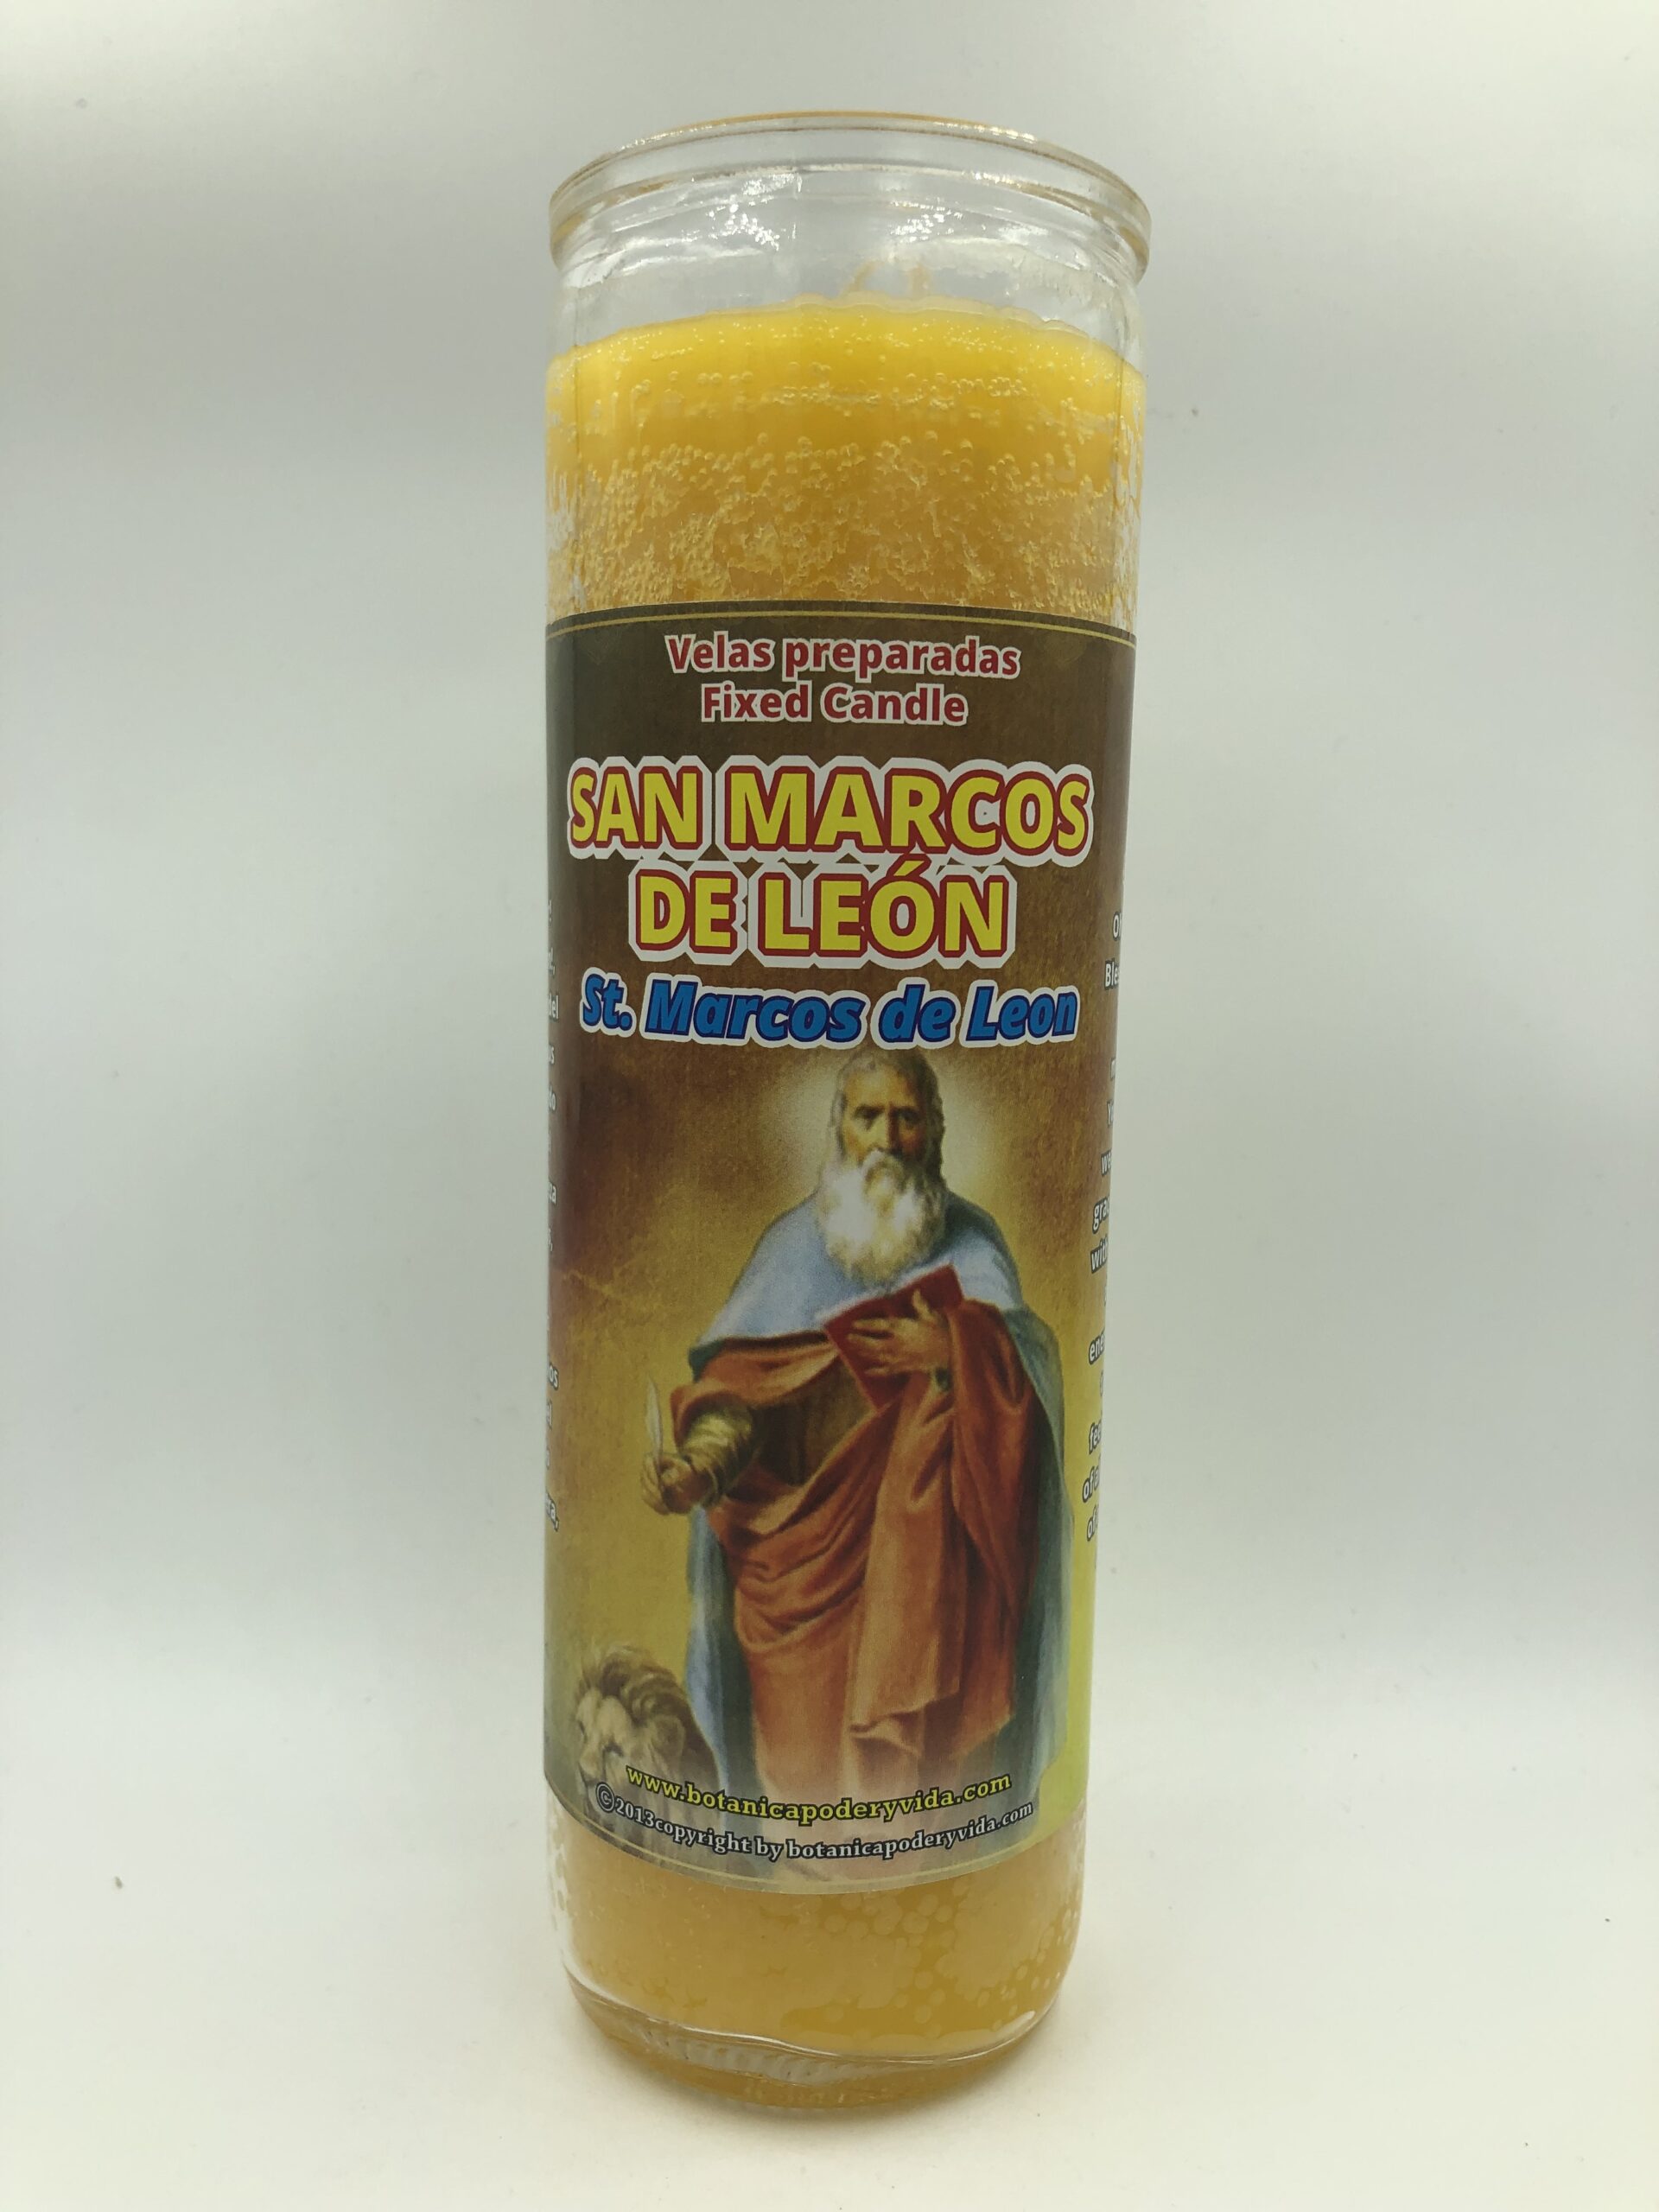 Velas preparadas
Fixed Candle
SAN MARCOS
DE LEÓN
St. Marcos de Leon
www.botanicapoderyvida.com
©2013copyright by botanicapoderyvida.com